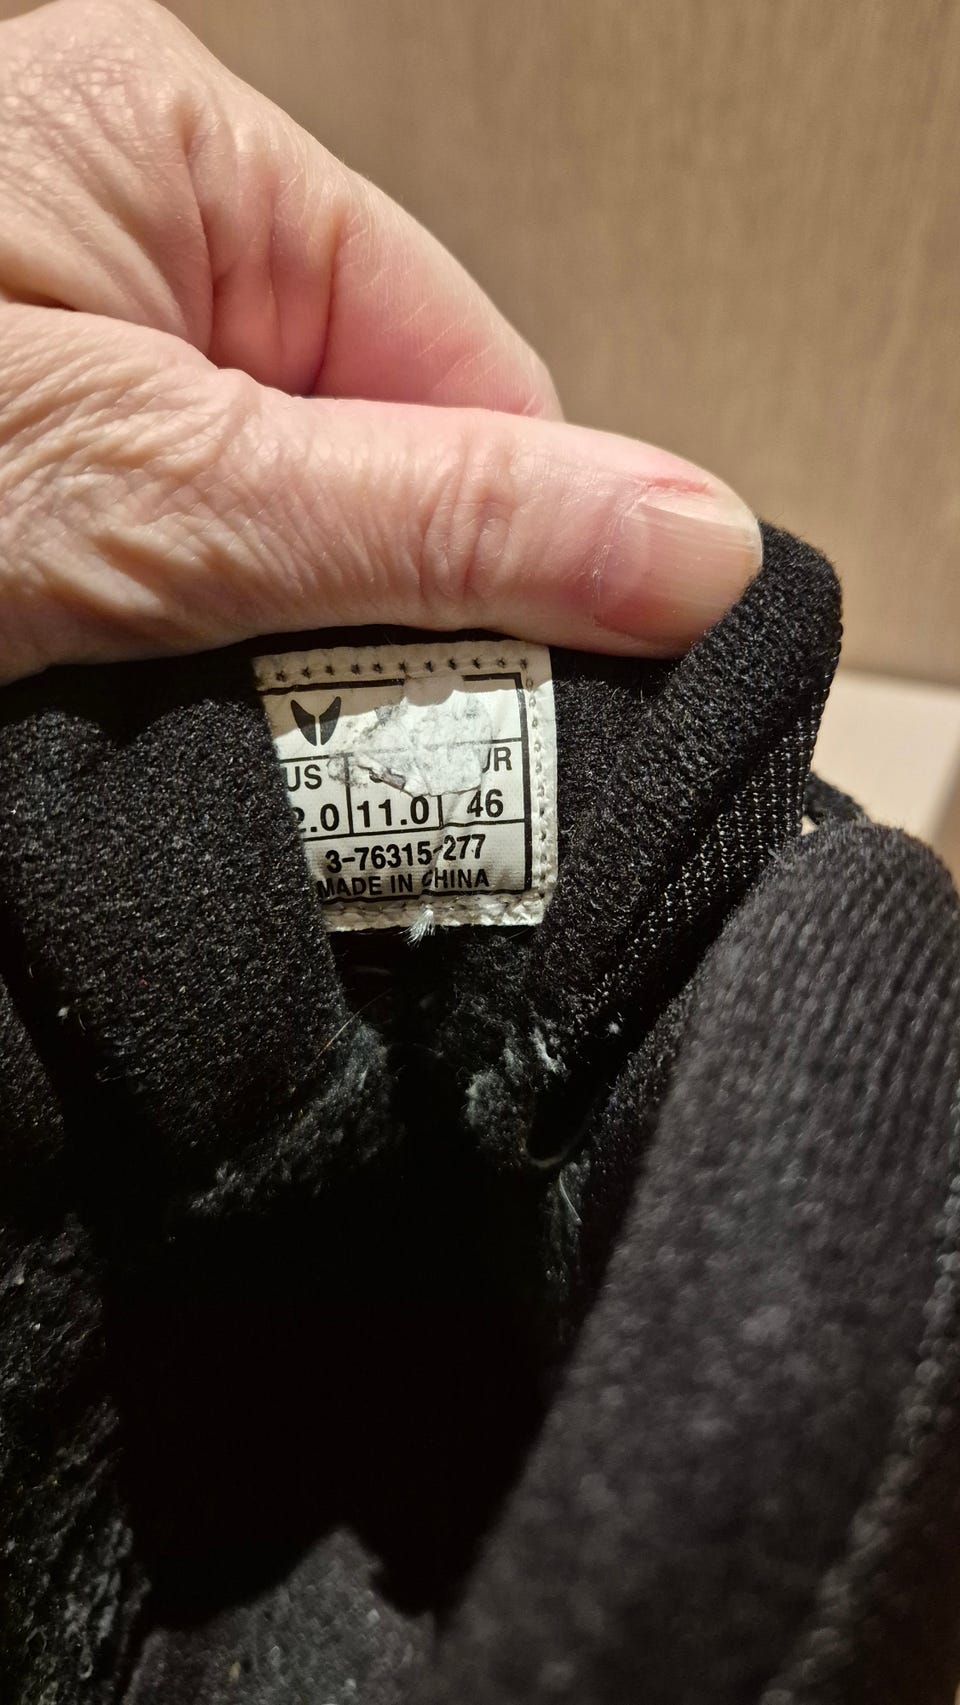 US UR
2.0 11.0 46
3-76315-277
MADE IN CHINA